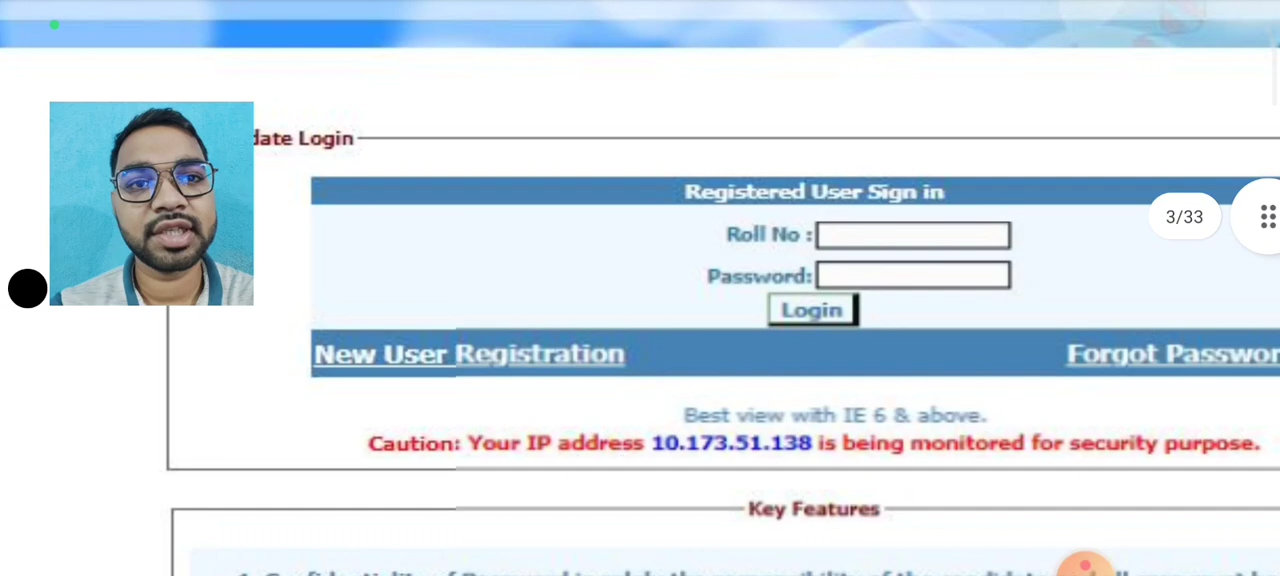 date Login
Registered User Sign in
3/33
Roll No :
Password:
Login
New User Registration
Forgot Passwor
Best view with IE 6 & above.
Caution: Your IP address 10.173.51.138 is being monitored for security purpose.
Key Features